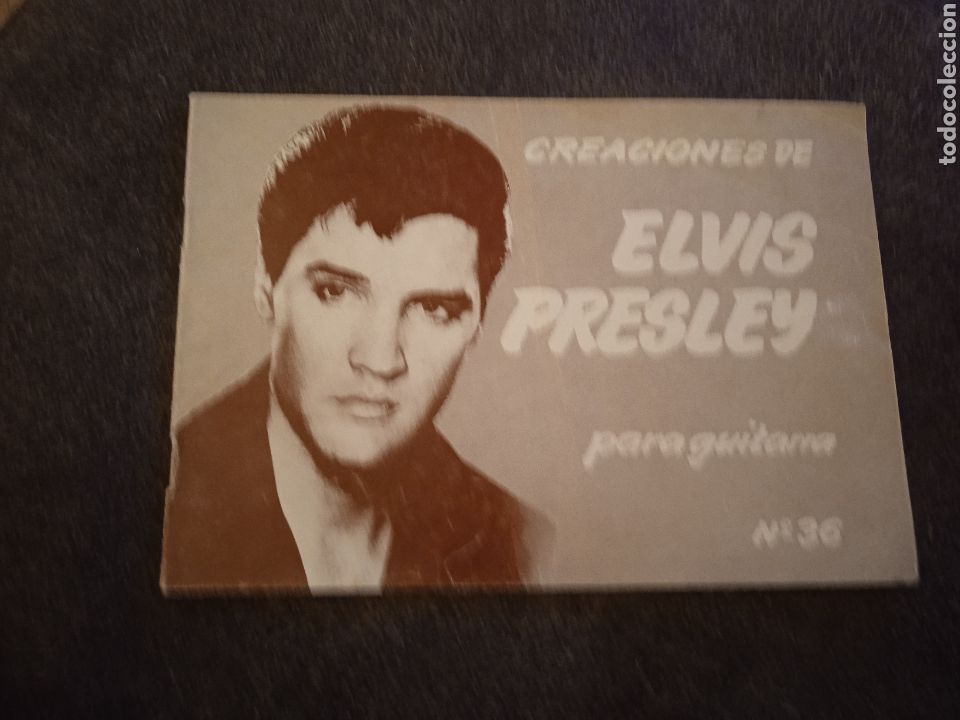 CREACIONES DE
ELVIS
PRESLEY
para guitarra
Nº 36
todocoleccion